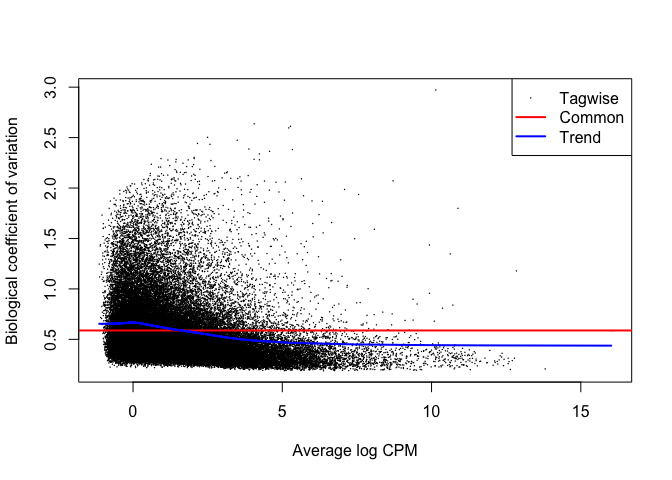 Tagwise
Common
Trend
Biological coefficient of variation
3.0
2.5
2.0
1.5
1.0
0.5
0 5 10 15
Average log CPM